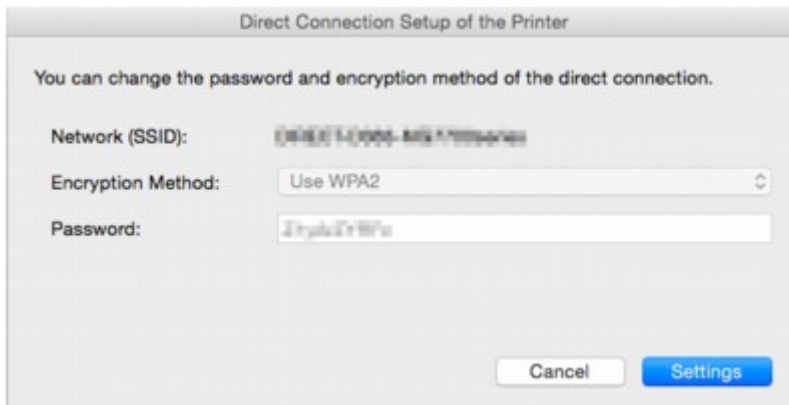 Direct Connection Setup of the Printer
You can change the password and encryption method of the direct connection.
Network (SSID):
Encryption Method: Use WPA2
Password:
Cancel Settings